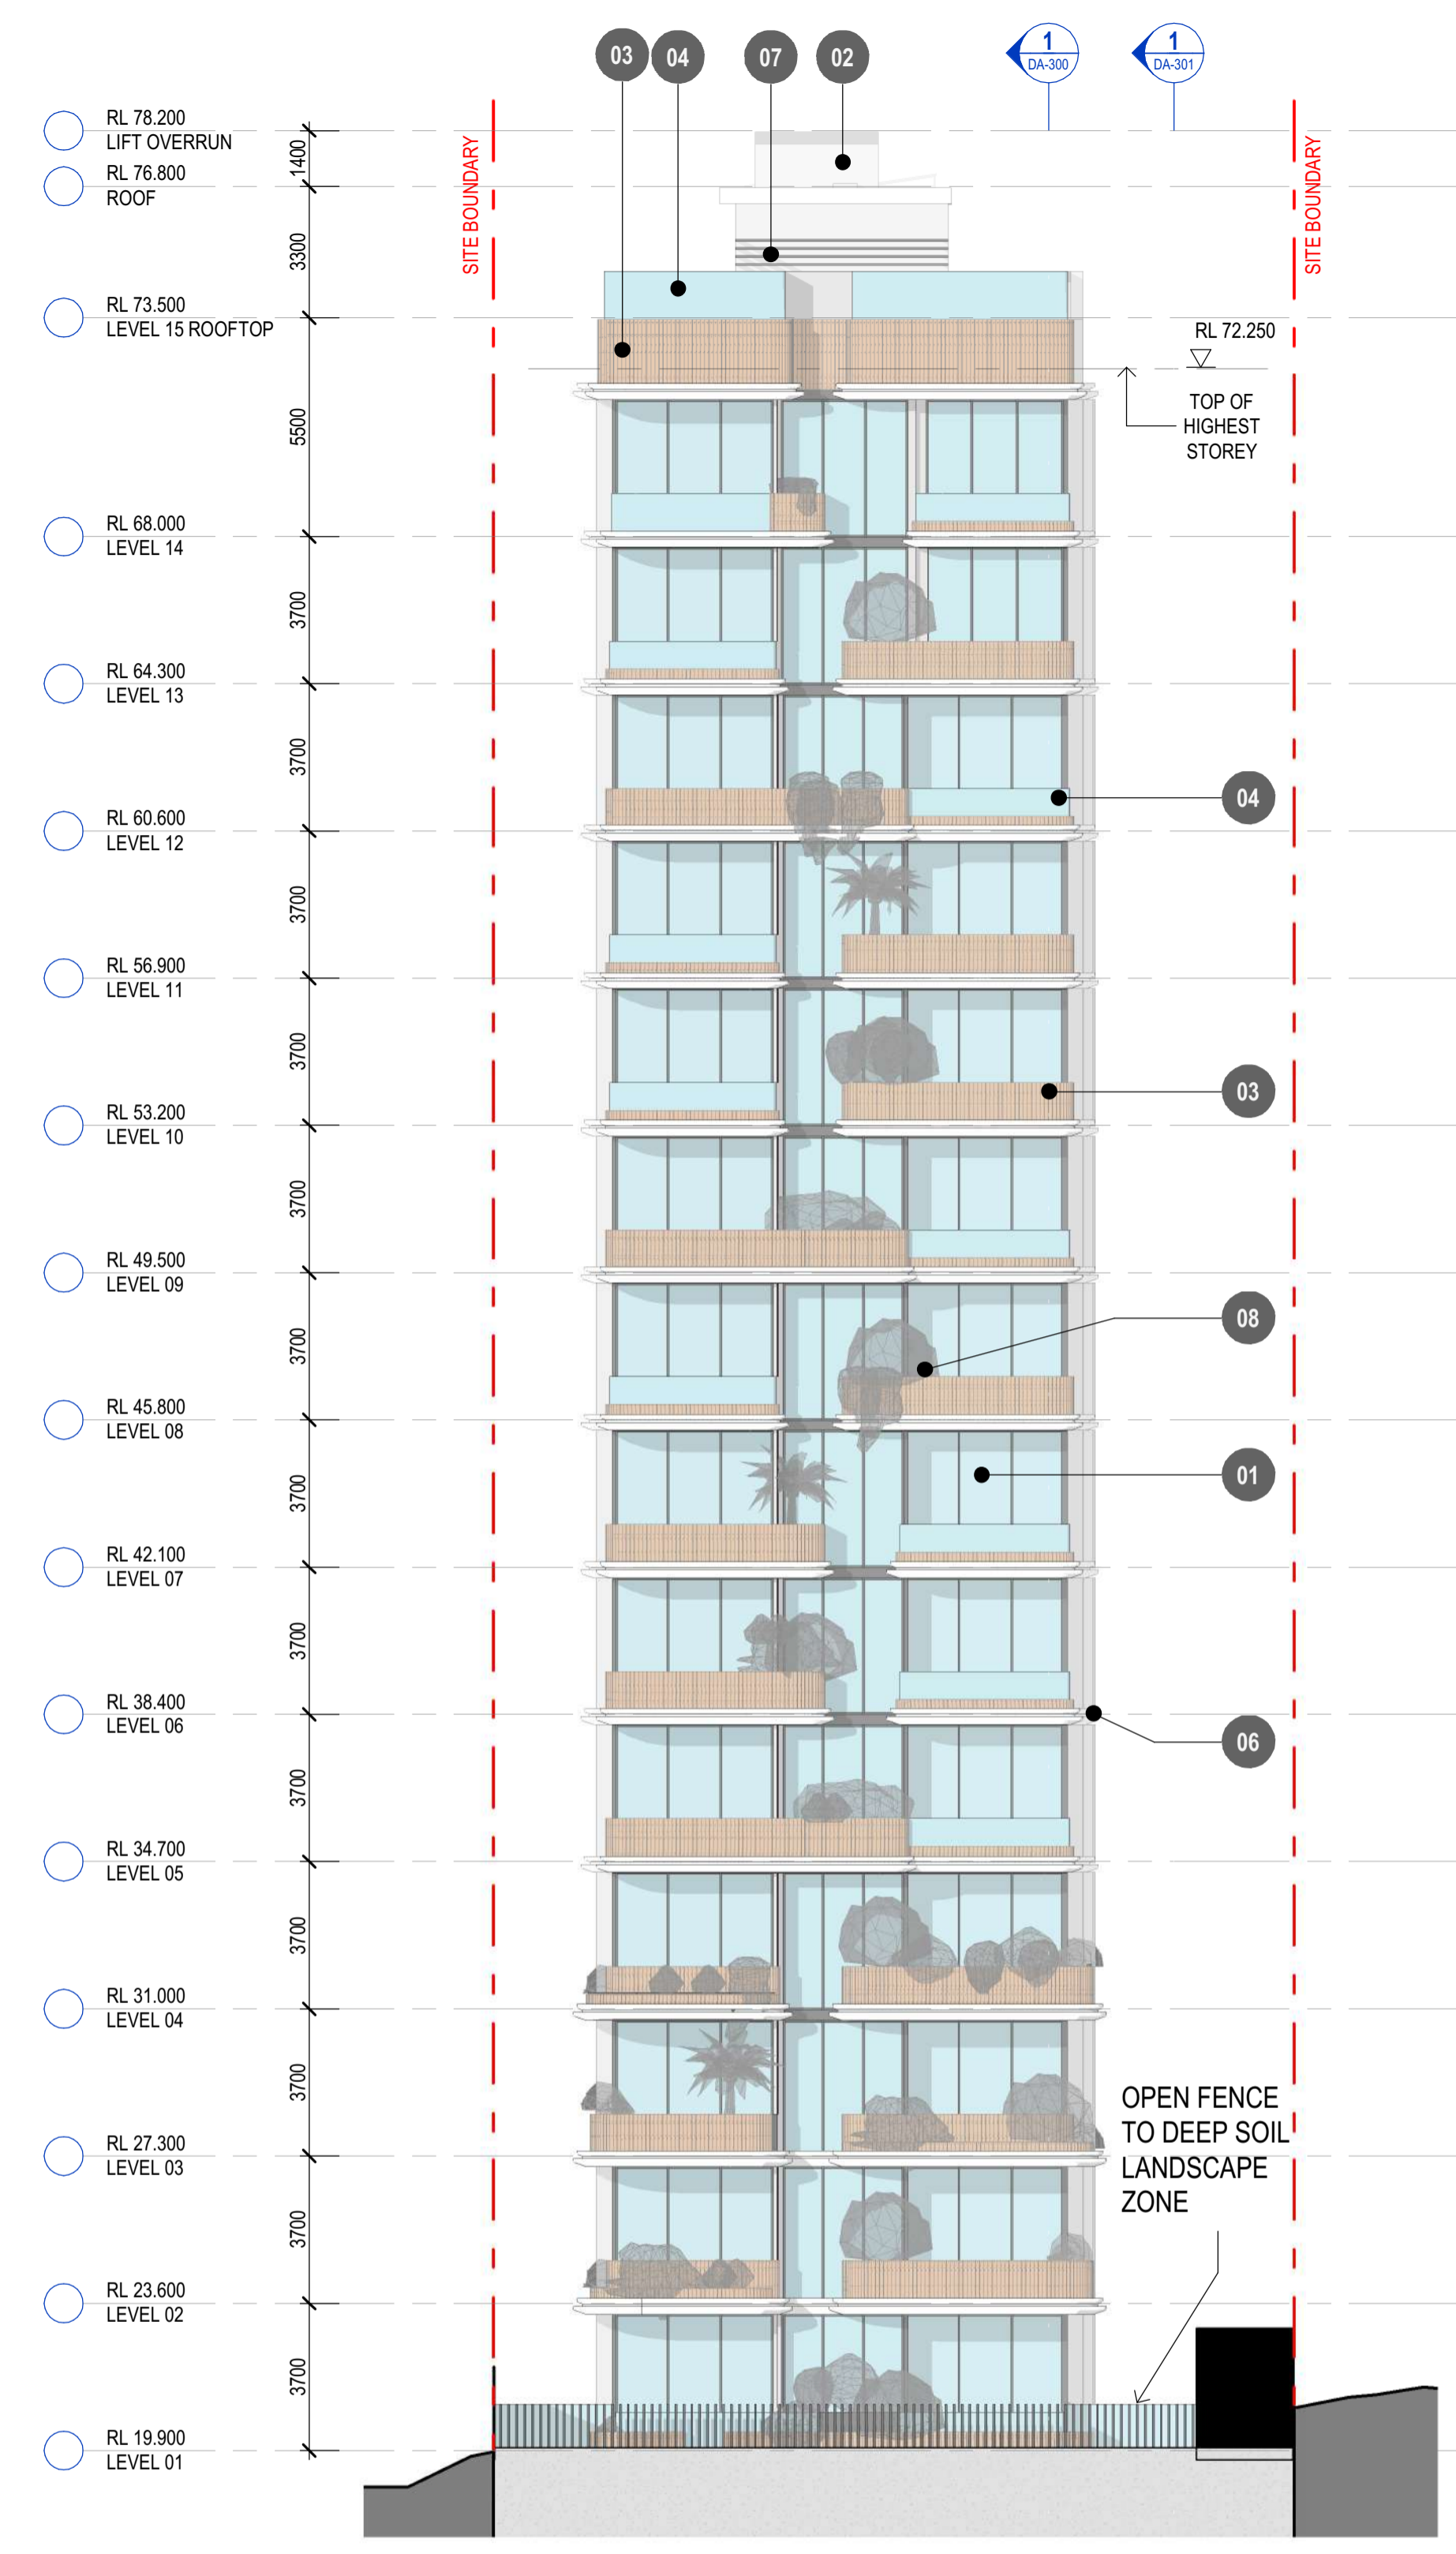 03
04
07
02
1
DA-300
1
DA-301
RL 78.200
LIFT OVERRUN
1400
RL 76.800
ROOF
SITE BOUNDARY
SITE BOUNDARY
3300
RL 73.500
LEVEL 15 ROOFTOP
RL 72.250
TOP OF
HIGHEST
STOREY
5500
RL 68.000
LEVEL 14
3700
RL 64.300
LEVEL 13
3700
04
RL 60.600
LEVEL 12
3700
RL 56.900
LEVEL 11
3700
03
RL 53.200
LEVEL 10
3700
RL 49.500
LEVEL 09
08
3700
RL 45.800
LEVEL 08
01
3700
RL 42.100
LEVEL 07
3700
RL 38.400
LEVEL 06
06
3700
RL 34.700
LEVEL 05
3700
RL 31.000
LEVEL 04
3700
OPEN FENCE
TO DEEP SOIL
LANDSCAPE
ZONE
RL 27.300
LEVEL 03
3700
RL 23.600
LEVEL 02
3700
RL 19.900
LEVEL 01